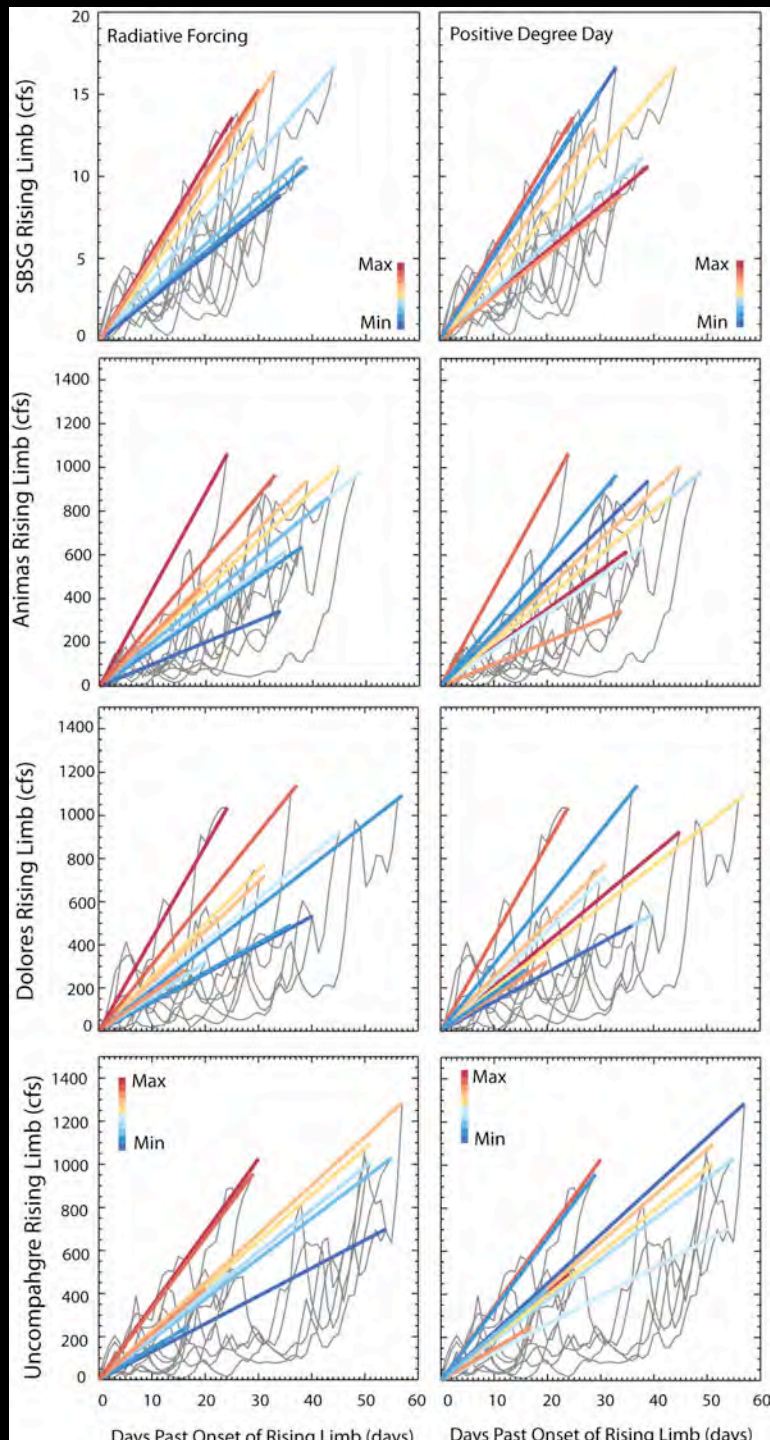 Radiative Forcing
Positive Degree Day
SBSG Rising Limb (cfs)
20
15
10
5
0
Max
Min
Max
Min
Animas Rising Limb (cfs)
1400
1200
1000
800
600
400
200
0
Dolores Rising Limb (cfs)
1400
1200
1000
800
600
400
200
0
Uncompahgre Rising Limb (cfs)
1400
1200
1000
800
600
400
200
0
Max
Min
Max
Min
0 10 20 30 40 50 60
0 10 20 30 40 50 60
Days Past Onset of Rising Limb (days)
Days Past Onset of Rising Limb (days)